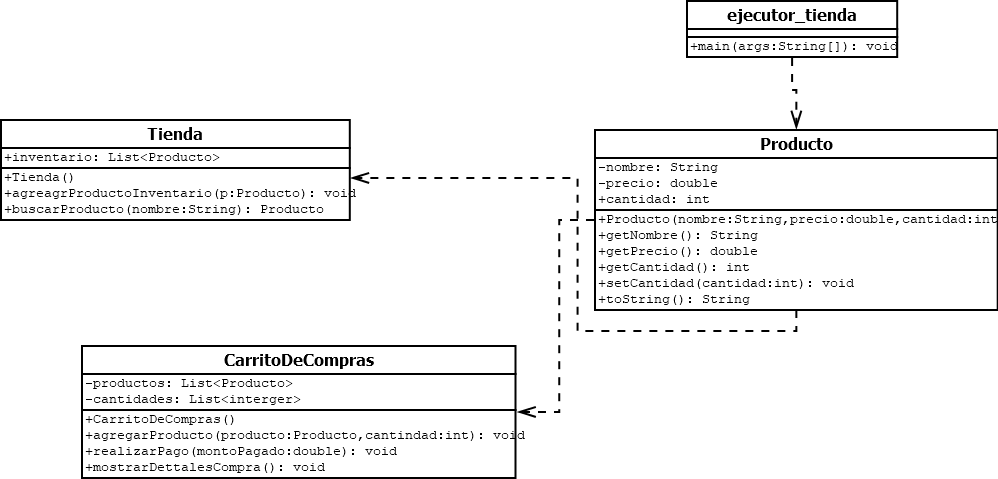 ejecutor_tienda
+main(args:String[]): void
Tienda
+inventario: List<Producto>
+Tienda()
+agreagrProductoInventario(p:Producto): void
+buscarProducto(nombre:String): Producto
Producto
-nombre: String
-precio: double
+cantidad: int
+Producto(nombre:String,precio:double,cantidad:int
+getNombre(): String
+getPrecio(): double
+getCantidad(): int
+setCantidad(cantidad:int): void
+toString(): String
CarritoDeCompras
-productos: List<Producto>
-cantidades: List<interger>
+CarritoDeCompras()
+agregarProducto(producto:Producto,cantindad:int): void
+realizarPago(montoPagado:double): void
+mostrarDettalesCompra(): void